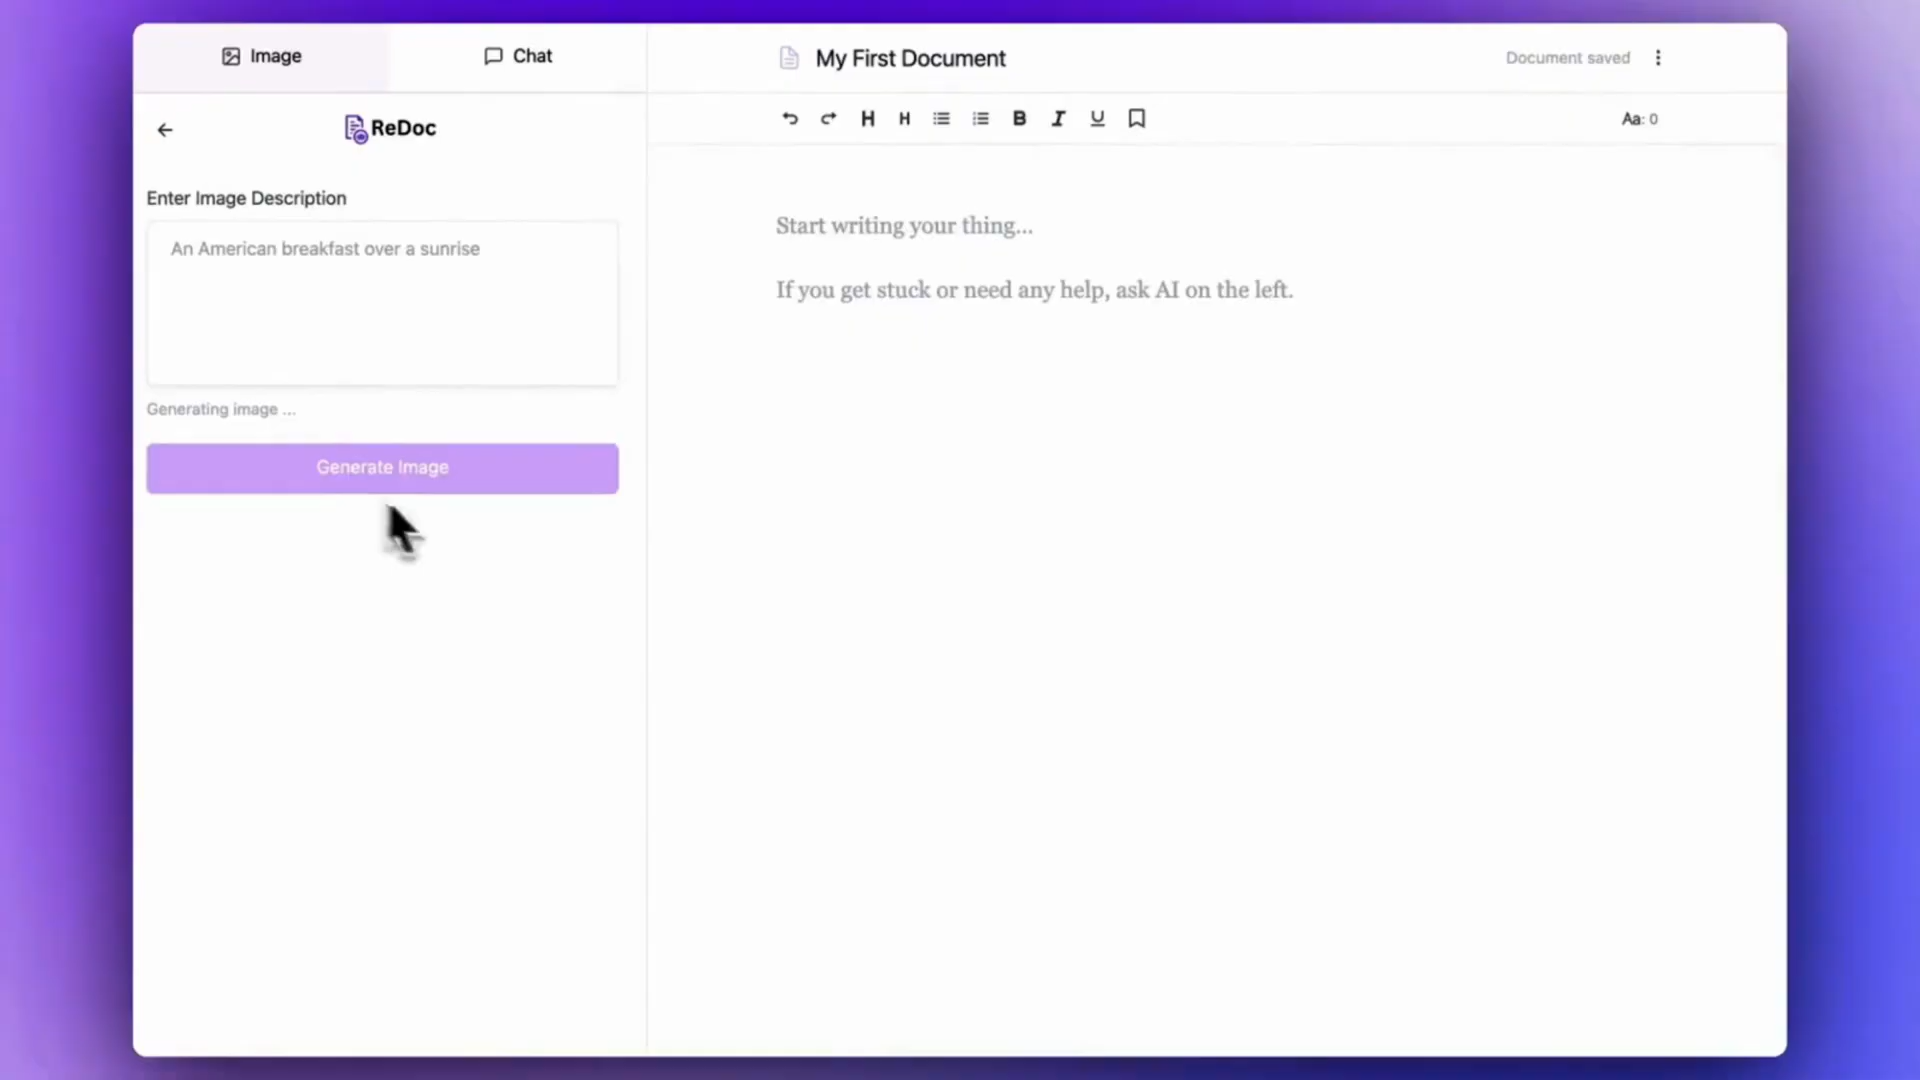 Image
Chat
My First Document
Document saved
ReDoc
H H B I U
Aa: 0
Enter Image Description
An American breakfast over a sunrise
Generating image ...
Generate Image
Start writing your thing...
If you get stuck or need any help, ask AI on the left.